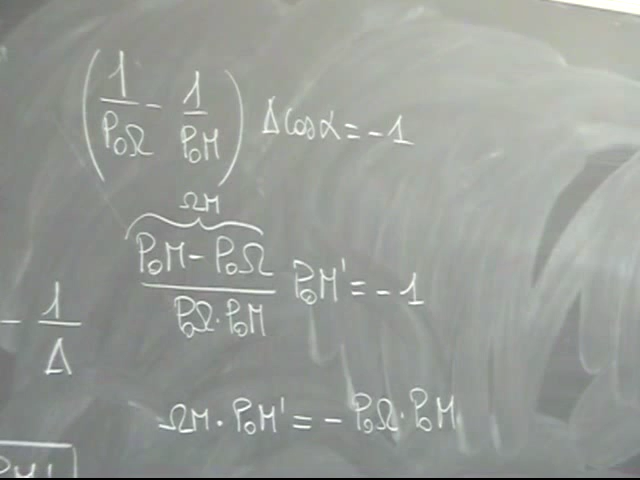 (1/P₀Ω - 1/P₀M) Δ cos α = -1
ΩM
(P₀M - P₀Ω)/(P₀Ω · P₀M) P₀M' = -1
- 1/Δ
ΩM · P₀M' = - P₀Ω · P₀M